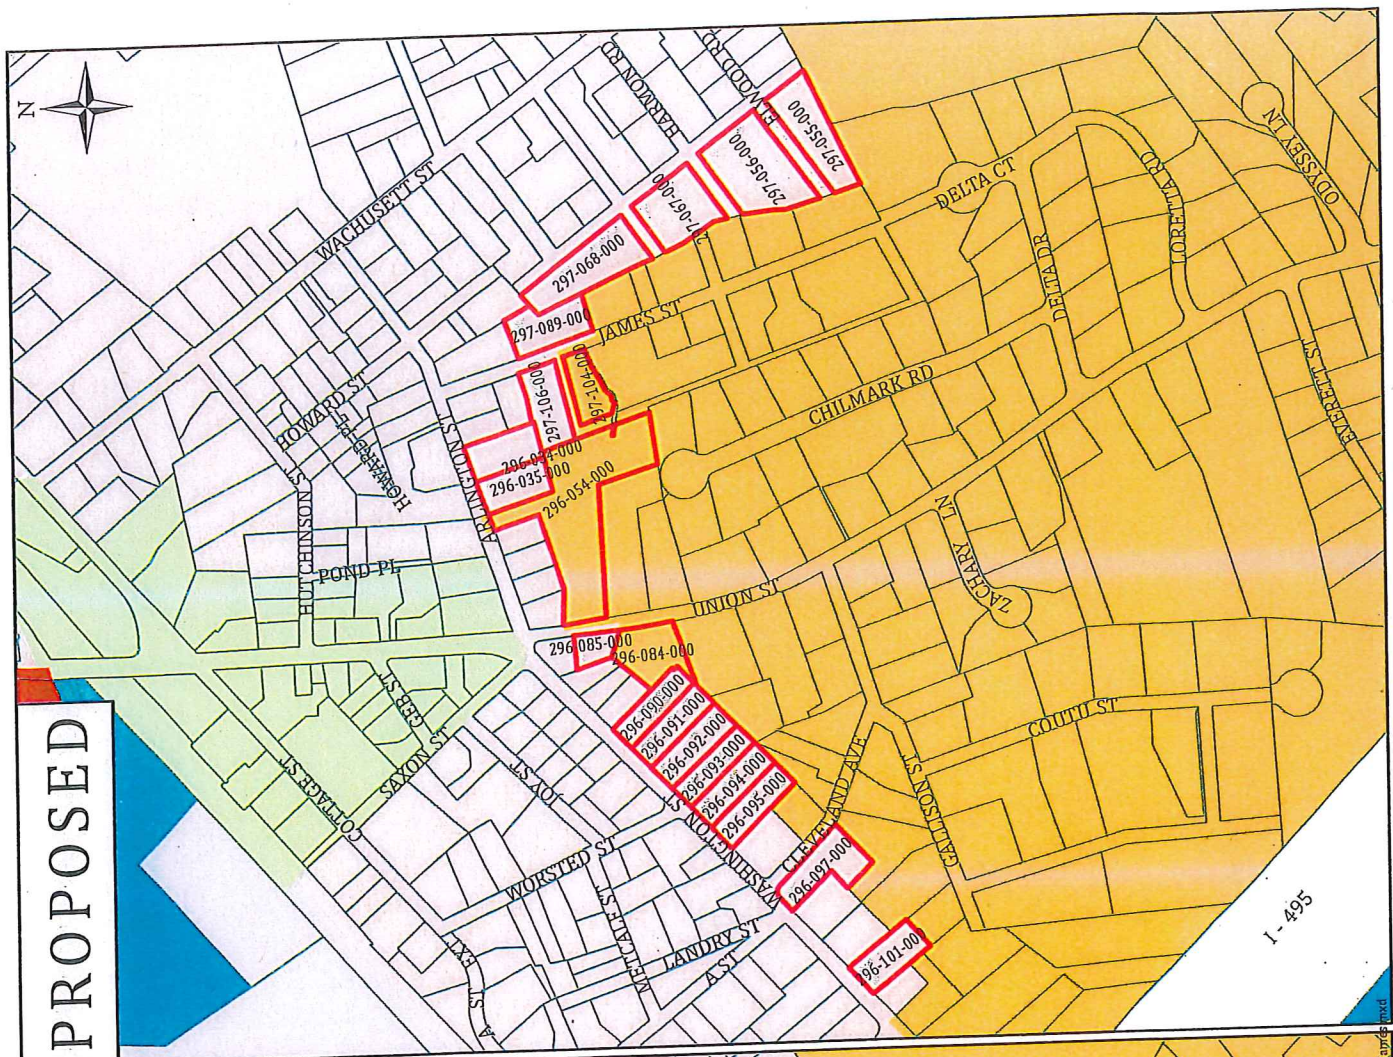 PROPOSED
N
WACHUSETT ST
HARMON RD
ELWOOD RD
HOWARD ST
HOWARD PL
HUTCHINSON ST
POND PL
ARLINGTON ST
297-055-000
297-056-000
297-067-000
297-068-000
297-089-000
297-104-000
297-106-000
296-034-000
296-035-000
296-054-000
JAMES ST
DELTA CT
DELTA DR
LORETTA RD
ODYSSEY LN
CHILMARK RD
EVERETT ST
ZACHARY LN
UNION ST
296-085-000
296-084-000
296-090-000
296-091-000
296-092-000
296-093-000
296-094-000
296-095-000
296-097-000
296-101-000
COTTAGE ST
SAXON ST
JOY ST
WORSTED ST
METCALF ST
LANDRY ST
A ST
A ST EXT
WASHINGTON ST
CLEVELAND AVE
GALLISON ST
COUTU ST
I - 495